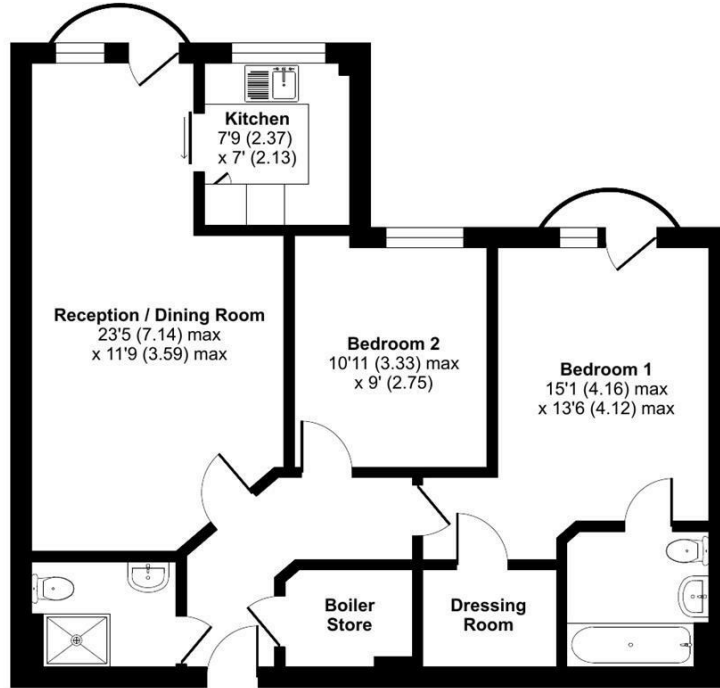 Kitchen
7'9 (2.37)
x 7' (2.13)
Reception / Dining Room
23'5 (7.14) max
x 11'9 (3.59) max
Bedroom 2
10'11 (3.33) max
x 9' (2.75)
Bedroom 1
15'1 (4.16) max
x 13'6 (4.12) max
Boiler
Store
Dressing
Room